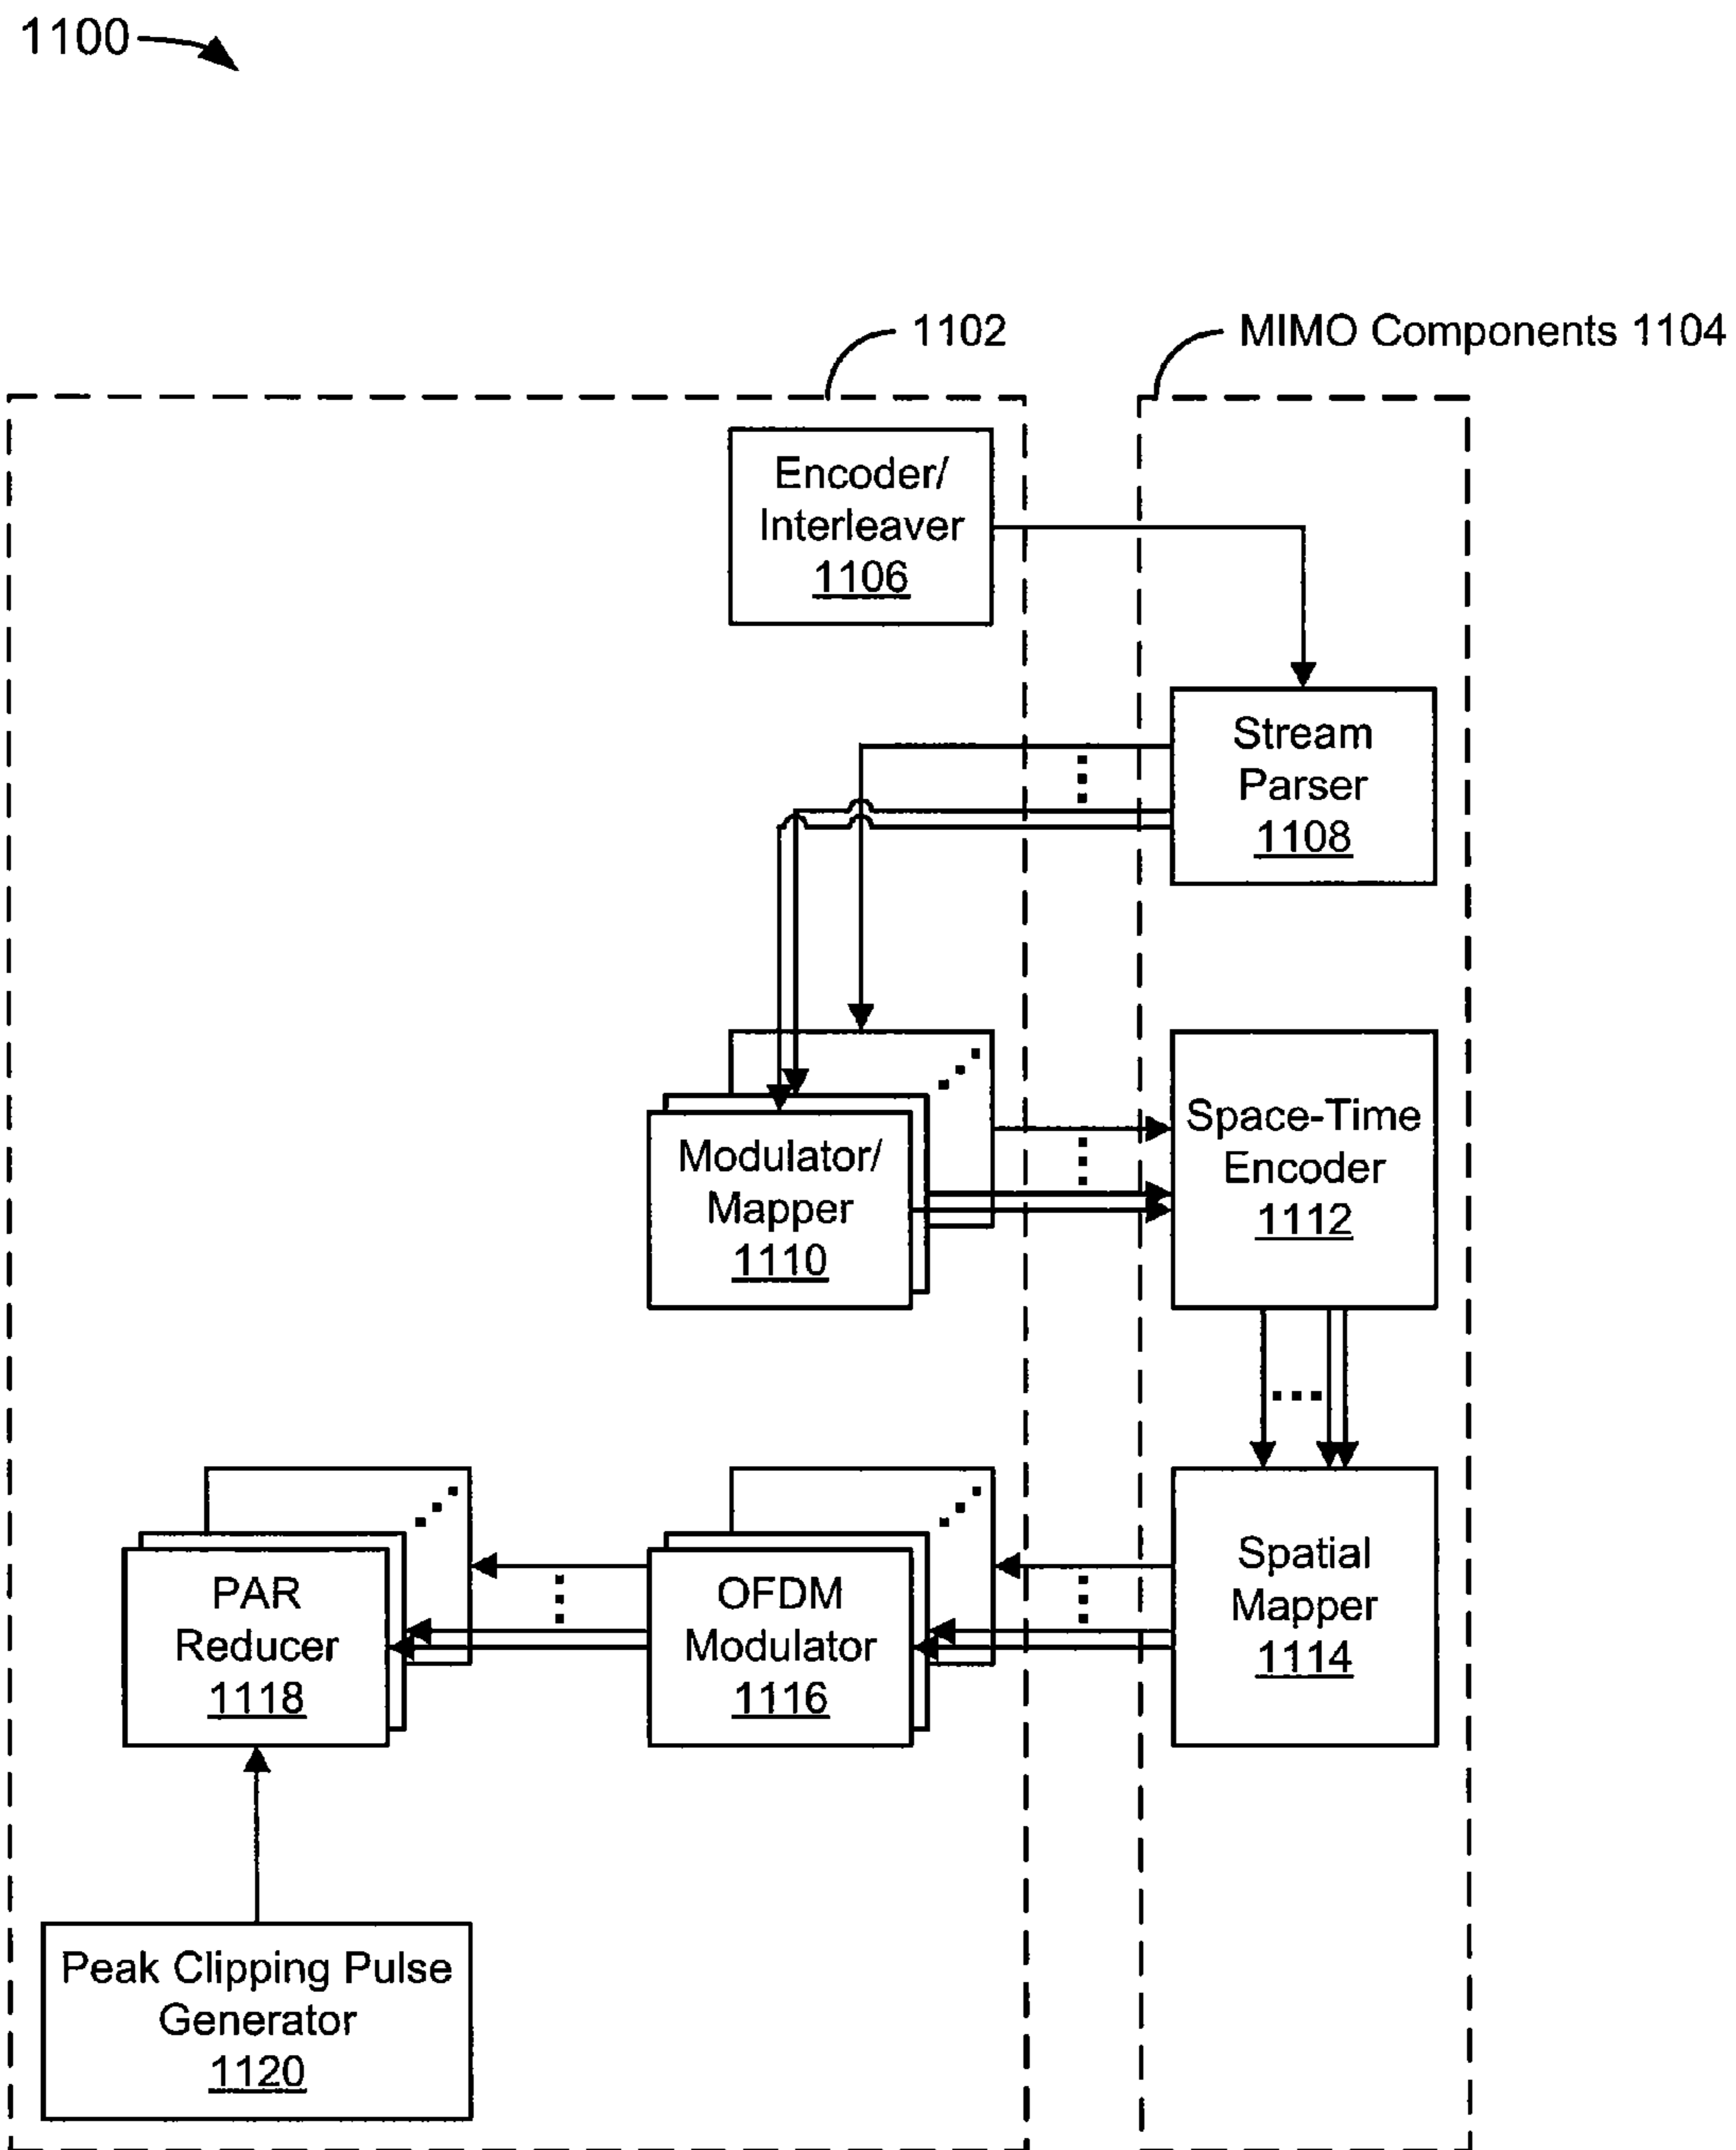 1100
1102
MIMO Components 1104
Encoder/
Interleaver
1106
Stream
Parser
1108
Modulator/
Mapper
1110
Space-Time
Encoder
1112
PAR
Reducer
1118
OFDM
Modulator
1116
Spatial
Mapper
1114
Peak Clipping Pulse
Generator
1120